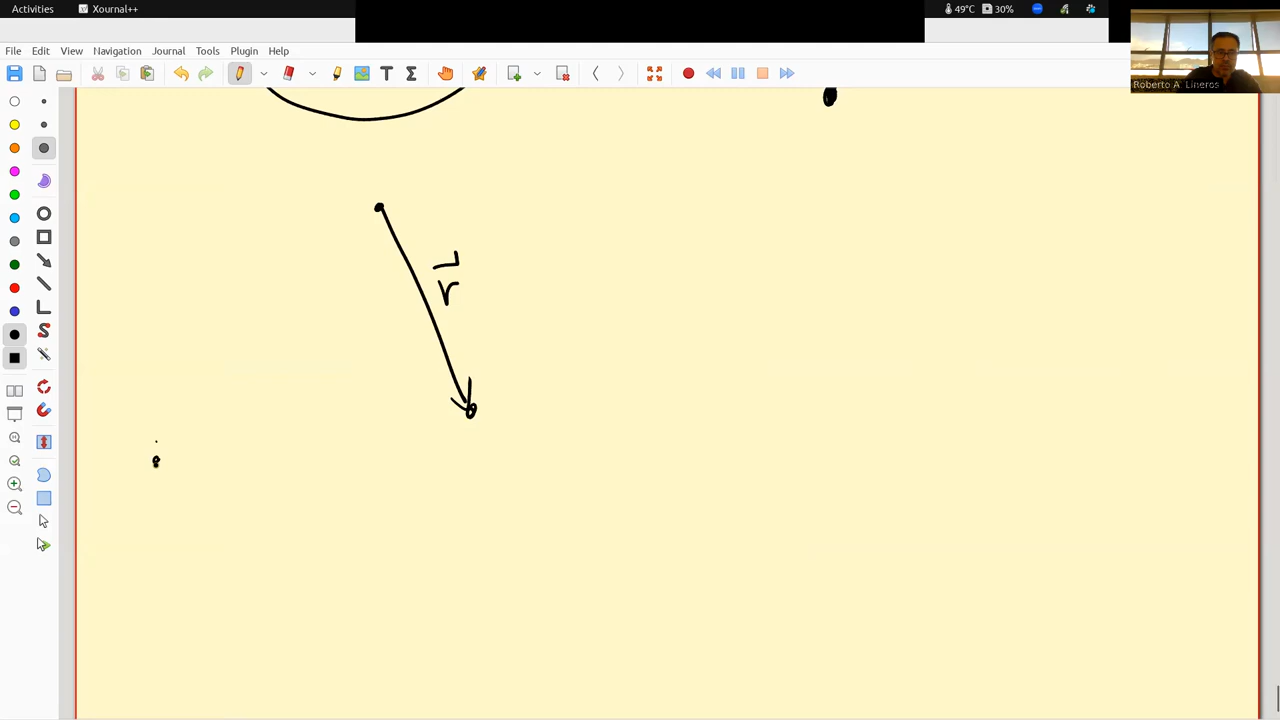 Activities Xournal++ 49°C 30%
File Edit View Navigation Journal Tools Plugin Help
Roberto A. Lineros
r⃗